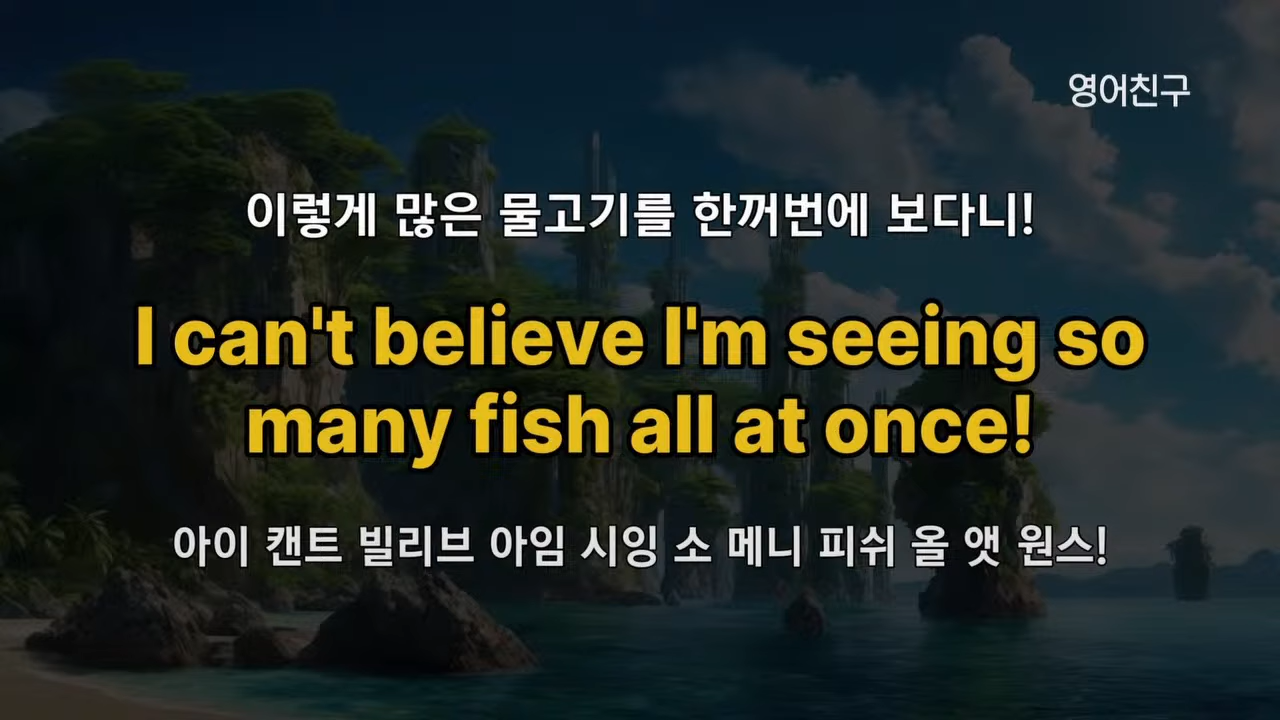 영어친구
이렇게 많은 물고기를 한꺼번에 보다니!
I can't believe I'm seeing so
many fish all at once!
아이 캔트 빌리브 아임 시잉 소 메니 피쉬 올 앳 원스!